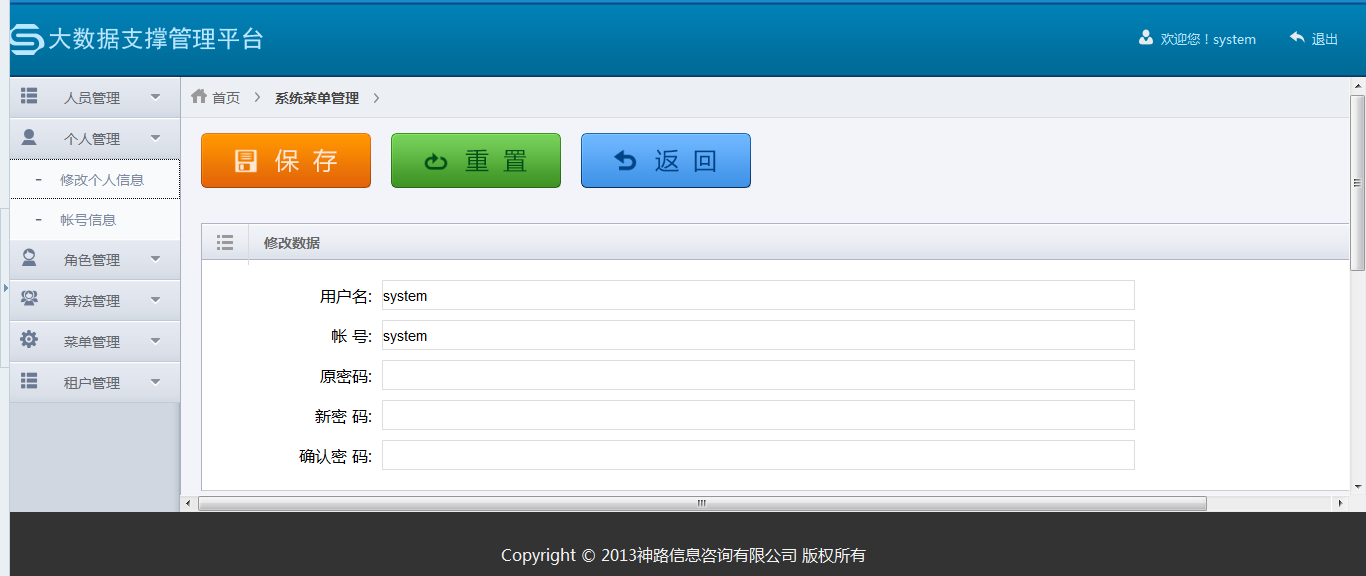 大数据支撑管理平台
欢迎您！system 退出
人员管理
个人管理
- 修改个人信息
- 帐号信息
角色管理
算法管理
菜单管理
租户管理
首页 > 系统菜单管理 >
保存 重置 返回
修改数据
用户名: system
帐 号: system
原密码:
新密 码:
确认密 码:
Copyright © 2013神路信息咨询有限公司 版权所有